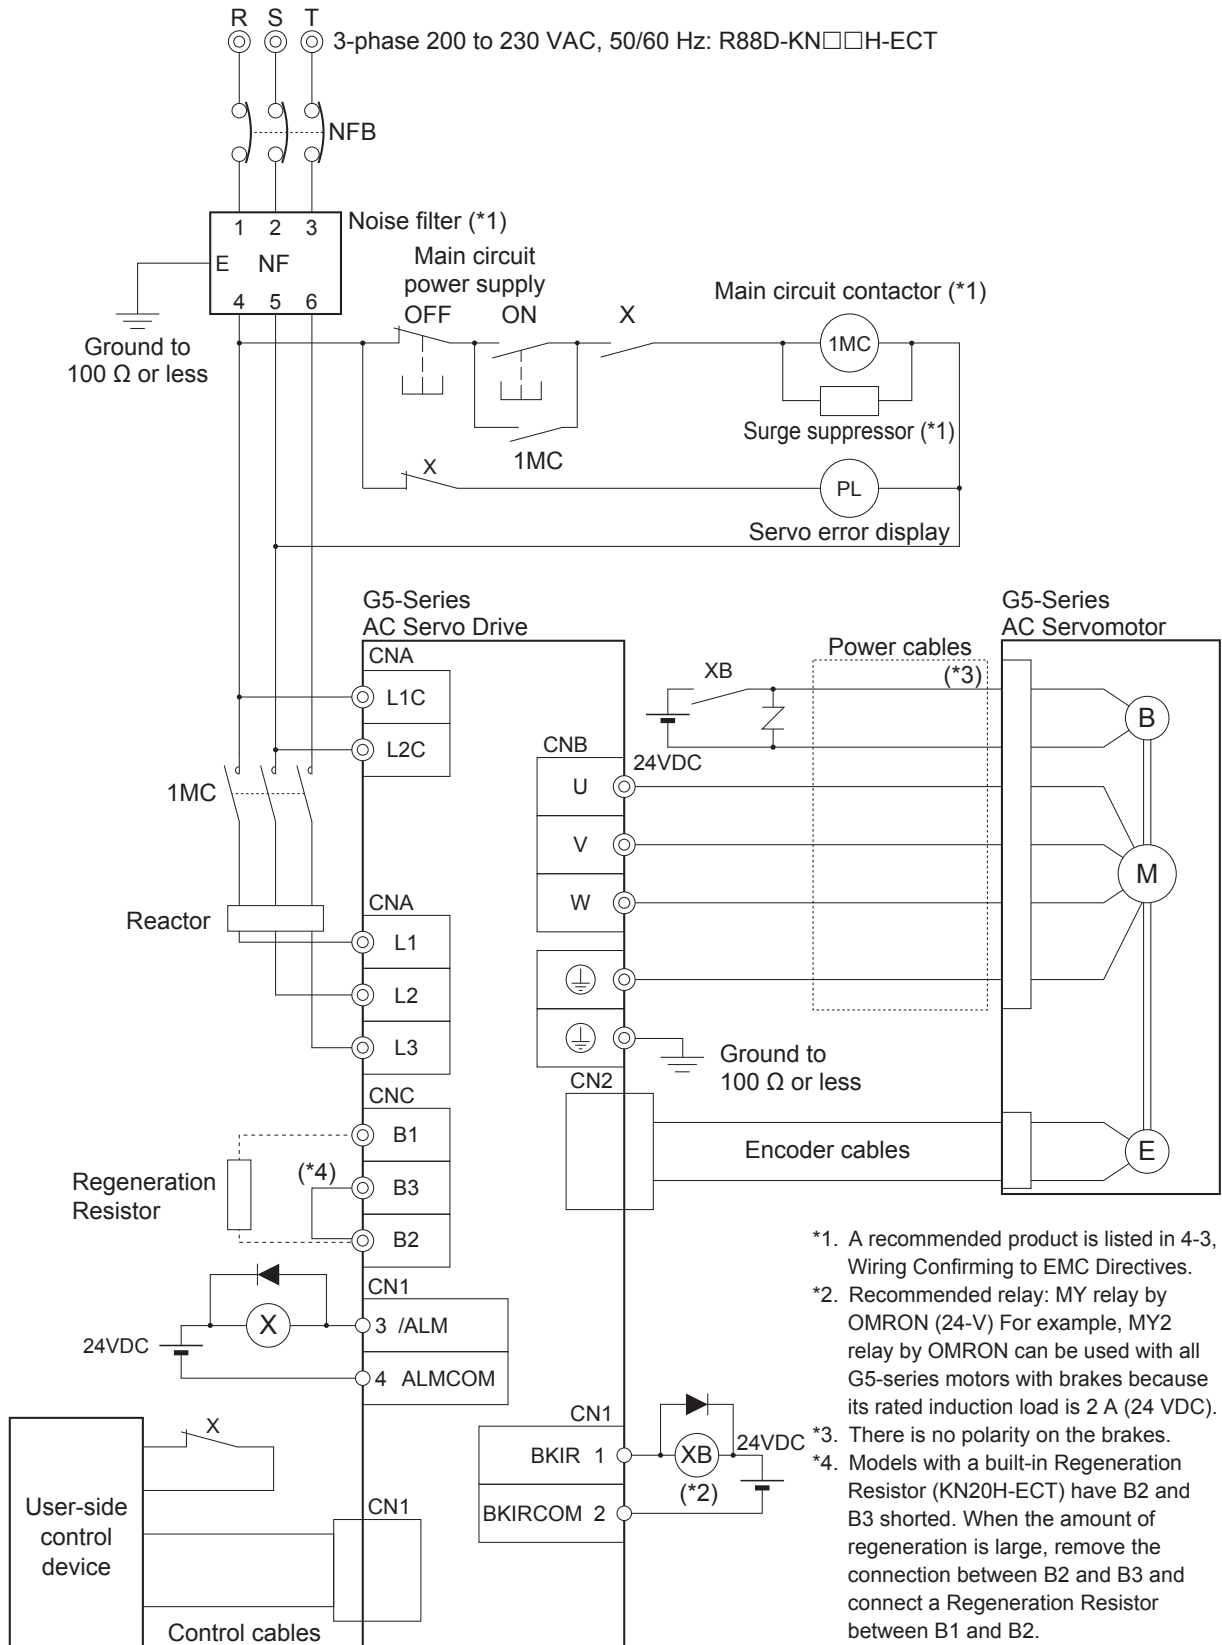 R S T
3-phase 200 to 230 VAC, 50/60 Hz: R88D-KN□□H-ECT
NFB
1 2 3
Noise filter (*1)
E NF
4 5 6
Ground to
100 Ω or less
Main circuit
power supply
OFF ON X
Main circuit contactor (*1)
1MC
Surge suppressor (*1)
1MC
X
PL
Servo error display
G5-Series
AC Servo Drive
G5-Series
AC Servomotor
CNA
L1C
L2C
1MC
Reactor
CNA
L1
L2
L3
CNC
B1
B3
B2
(*4)
Regeneration
Resistor
XB
24VDC
Power cables
(*3)
B
CNB
U
V
W
M
Ground to
100 Ω or less
CN2
Encoder cables
E
CN1
X
3 /ALM
24VDC
4 ALMCOM
X
User-side
control
device
CN1
Control cables
CN1
BKIR 1
BKIRCOM 2
XB
(*2)
24VDC
*1. A recommended product is listed in 4-3,
Wiring Confirming to EMC Directives.
*2. Recommended relay: MY relay by
OMRON (24-V) For example, MY2
relay by OMRON can be used with all
G5-series motors with brakes because
its rated induction load is 2 A (24 VDC).
*3. There is no polarity on the brakes.
*4. Models with a built-in Regeneration
Resistor (KN20H-ECT) have B2 and
B3 shorted. When the amount of
regeneration is large, remove the
connection between B2 and B3 and
connect a Regeneration Resistor
between B1 and B2.